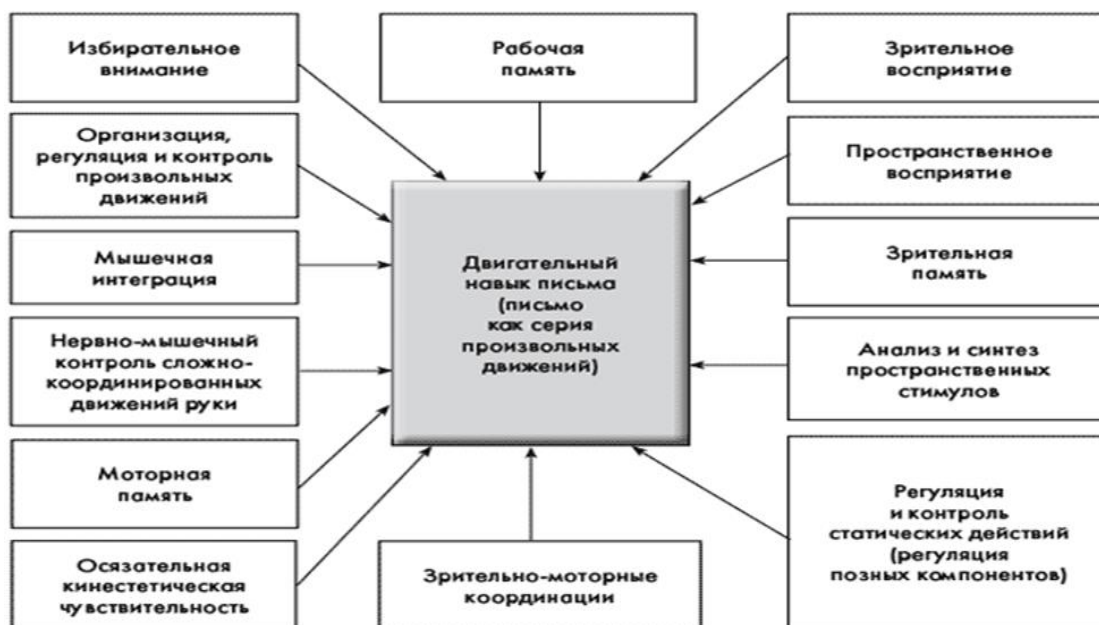 Избирательное
внимание
Рабочая
память
Зрительное
восприятие
Организация,
регуляция и контроль
произвольных
движений
Пространственное
восприятие
Мышечная
интеграция
Двигательный
навык письма
(письмо
как серия
произвольных
движений)
Зрительная
память
Нервно-мышечный
контроль сложно-
координированных
движений руки
Анализ и синтез
пространственных
стимулов
Моторная
память
Регуляция
и контроль
статических действий
(регуляция
позных компонентов)
Осязательная
кинестетическая
чувствительность
Зрительно-моторные
координации